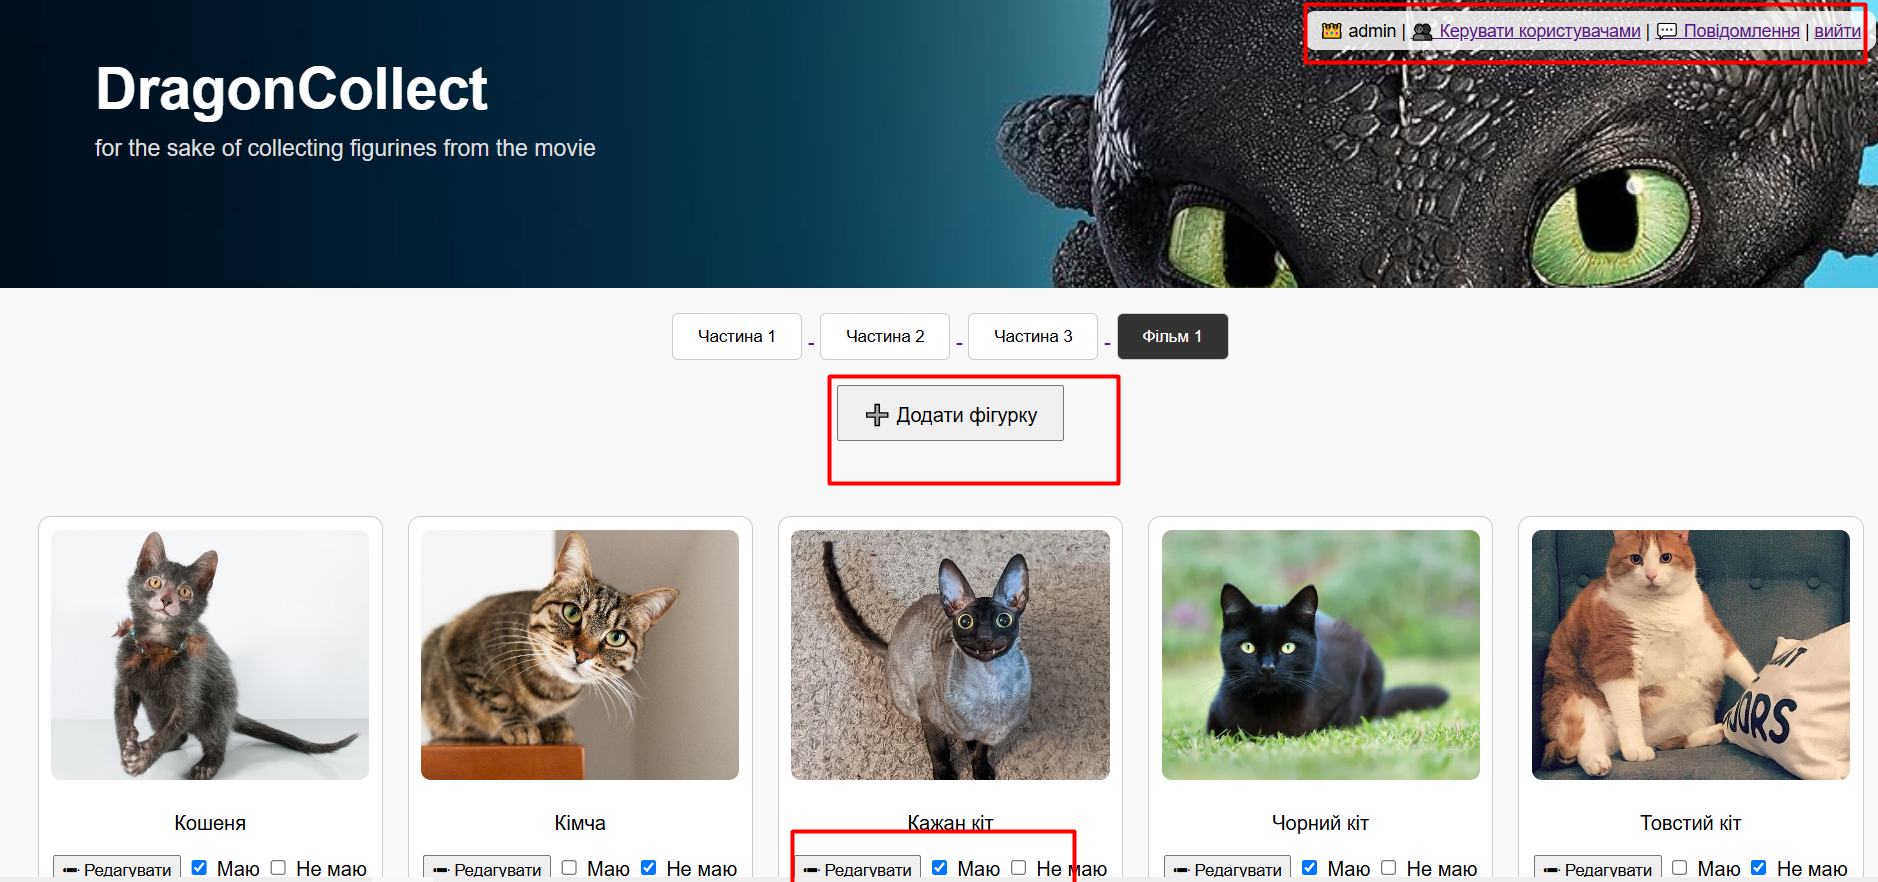 admin | Керувати користувачами | Повідомлення | вийти
DragonCollect
for the sake of collecting figurines from the movie
Частина 1 - Частина 2 - Частина 3 - Фільм 1
Додати фігурку
Кошеня Кімча Кажан кіт Чорний кіт Товстий кіт
Редагувати Маю Не маю Редагувати Маю Не маю Редагувати Маю Не маю Редагувати Маю Не маю Редагувати Маю Не маю